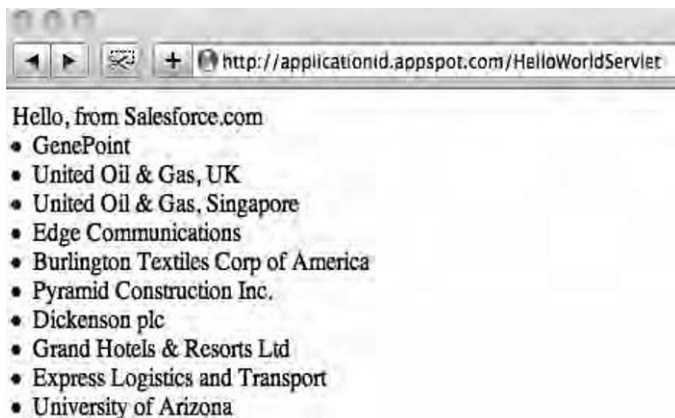 http://applicationid.appspot.com/HelloWorldServlet
Hello, from Salesforce.com
• GenePoint
• United Oil & Gas, UK
• United Oil & Gas, Singapore
• Edge Communications
• Burlington Textiles Corp of America
• Pyramid Construction Inc.
• Dickenson plc
• Grand Hotels & Resorts Ltd
• Express Logistics and Transport
• University of Arizona